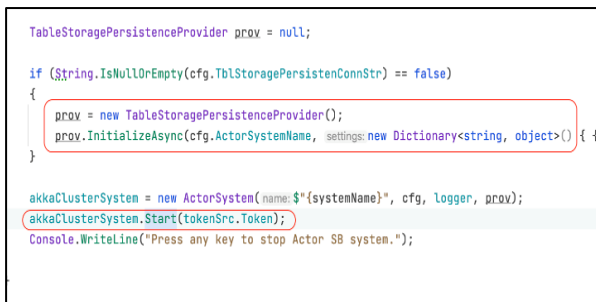 TableStoragePersistenceProvider prov = null;
if (String.IsNullOrEmpty(cfg.TblStoragePersistenConnStr) == false)
{
prov = new TableStoragePersistenceProvider();
prov.InitializeAsync(cfg.ActorSystemName, settings: new Dictionary<string, object>() { {
}
akkaClusterSystem = new ActorSystem( name: $"{systemName}", cfg, logger, prov);
akkaClusterSystem.Start(tokenSrc.Token);
Console.WriteLine("Press any key to stop Actor SB system.");